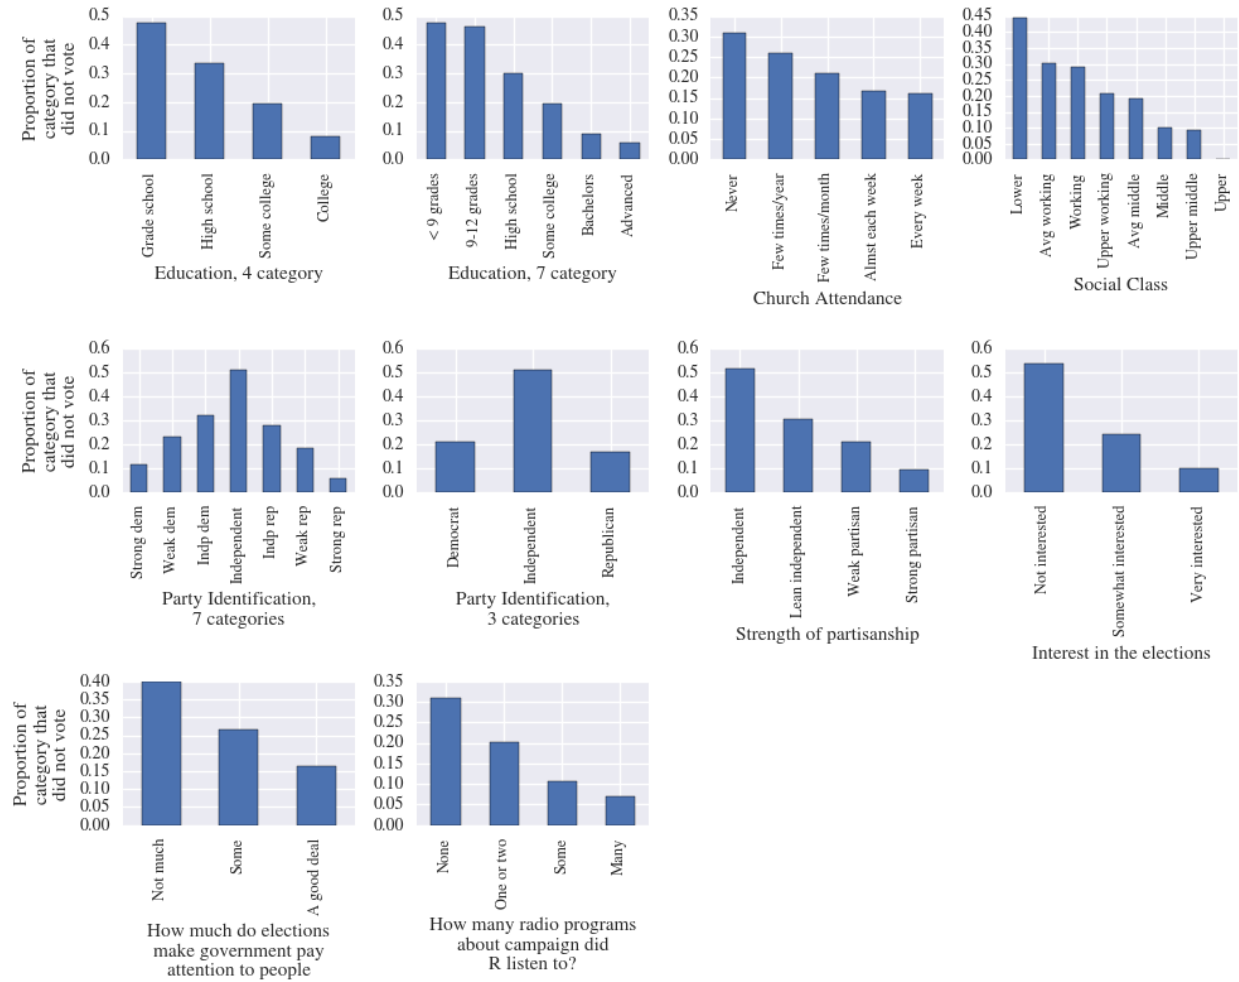 Proportion of
category that
did not vote
0.5
0.4
0.3
0.2
0.1
0.0
Grade school
High school
Some college
College
Education, 4 category
0.5
0.4
0.3
0.2
0.1
0.0
< 9 grades
9-12 grades
High school
Some college
Bachelors
Advanced
Education, 7 category
0.35
0.30
0.25
0.20
0.15
0.10
0.05
0.00
Never
Few times/year
Few times/month
Almst each week
Every week
Church Attendance
0.45
0.40
0.35
0.30
0.25
0.20
0.15
0.10
0.05
0.00
Lower
Avg working
Working
Upper working
Avg middle
Middle
Upper middle
Upper
Social Class
Proportion of
category that
did not vote
0.6
0.5
0.4
0.3
0.2
0.1
0.0
Strong dem
Weak dem
Indp dem
Independent
Indp rep
Weak rep
Strong rep
Party Identification,
7 categories
0.6
0.5
0.4
0.3
0.2
0.1
0.0
Democrat
Independent
Republican
Party Identification,
3 categories
0.6
0.5
0.4
0.3
0.2
0.1
0.0
Independent
Lean independent
Weak partisan
Strong partisan
Strength of partisanship
0.6
0.5
0.4
0.3
0.2
0.1
0.0
Not interested
Somewhat interested
Very interested
Interest in the elections
Proportion of
category that
did not vote
0.40
0.35
0.30
0.25
0.20
0.15
0.10
0.05
0.00
Not much
Some
A good deal
How much do elections
make government pay
attention to people
0.35
0.30
0.25
0.20
0.15
0.10
0.05
0.00
None
One or two
Some
Many
How many radio programs
about campaign did
R listen to?